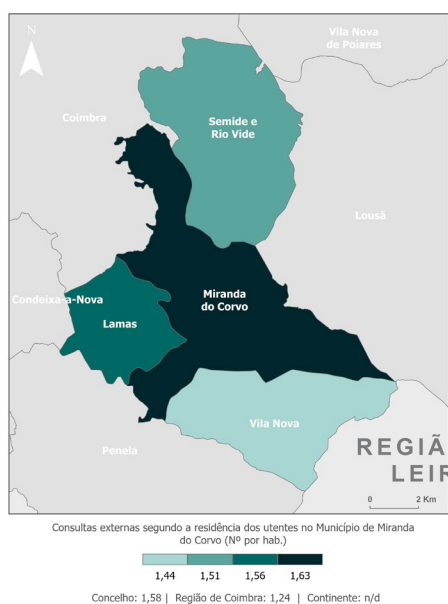 N
Vila Nova
de Poiares
Coimbra
Semide e
Rio Vide
Lousã
Condeixa-a-Nova
Miranda
do Corvo
Lamas
Vila Nova
Penela
REGIÃ
LEIR
0 2 Km
Consultas externas segundo a residência dos utentes no Município de Miranda
do Corvo (Nº por hab.)
1,44 1,51 1,56 1,63
Concelho: 1,58 | Região de Coimbra: 1,24 | Continente: n/d